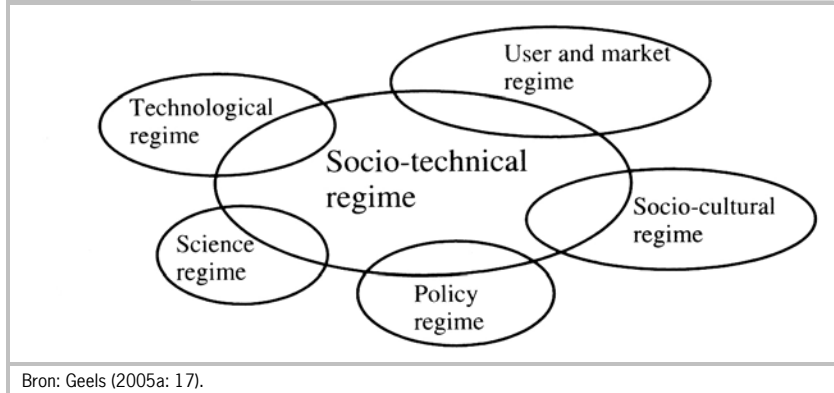 User and market
regime
Technological
regime
Socio-technical
regime
Socio-cultural
regime
Science
regime
Policy
regime
Bron: Geels (2005a: 17).